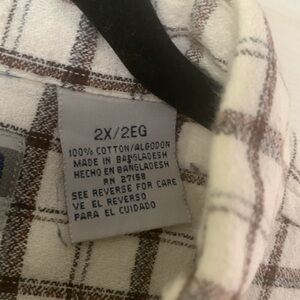 2X/2EG
100% COTTON/ALGODON
MADE IN BANGLADESH
HECHO EN BANGLADESH
RN 27158
SEE REVERSE FOR CARE
VE EL REVERSO
PARA EL CUIDADO